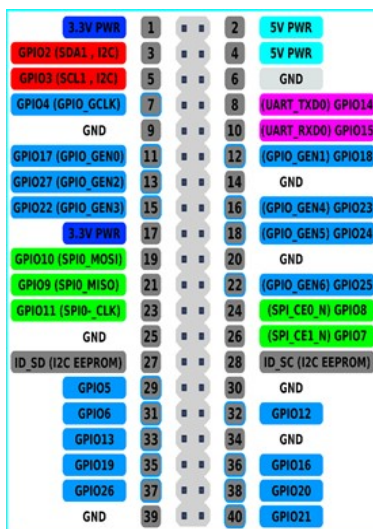 3.3V PWR 1 2 5V PWR
GPIO2 (SDA1 , I2C) 3 4 5V PWR
GPIO3 (SCL1 , I2C) 5 6 GND
GPIO4 (GPIO_GCLK) 7 8 (UART_TXD0) GPIO14
GND 9 10 (UART_RXD0) GPIO15
GPIO17 (GPIO_GEN0) 11 12 (GPIO_GEN1) GPIO18
GPIO27 (GPIO_GEN2) 13 14 GND
GPIO22 (GPIO_GEN3) 15 16 (GPIO_GEN4) GPIO23
3.3V PWR 17 18 (GPIO_GEN5) GPIO24
GPIO10 (SPI0_MOSI) 19 20 GND
GPIO9 (SPI0_MISO) 21 22 (GPIO_GEN6) GPIO25
GPIO11 (SPI0-_CLK) 23 24 (SPI_CE0_N) GPIO8
GND 25 26 (SPI_CE1_N) GPIO7
ID_SD (I2C EEPROM) 27 28 ID_SC (I2C EEPROM)
GPIO5 29 30 GND
GPIO6 31 32 GPIO12
GPIO13 33 34 GND
GPIO19 35 36 GPIO16
GPIO26 37 38 GPIO20
GND 39 40 GPIO21